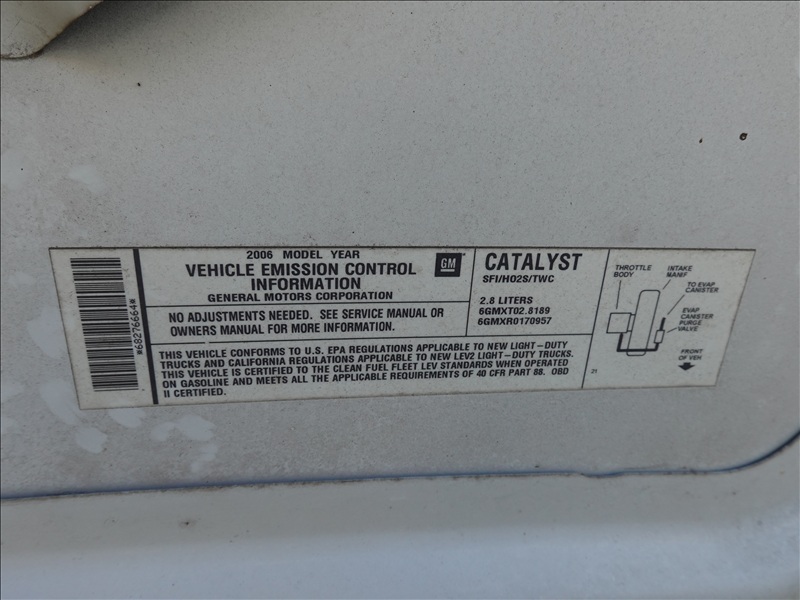 *68276664*
2006 MODEL YEAR
VEHICLE EMISSION CONTROL
INFORMATION
GENERAL MOTORS CORPORATION
GM
NO ADJUSTMENTS NEEDED. SEE SERVICE MANUAL OR
OWNERS MANUAL FOR MORE INFORMATION.
CATALYST
SFI/HO2S/TWC
2.8 LITERS
6GMXT02.8189
6GMXR0170957
THIS VEHICLE CONFORMS TO U.S. EPA REGULATIONS APPLICABLE TO NEW LIGHT-DUTY
TRUCKS AND CALIFORNIA REGULATIONS APPLICABLE TO NEW LEV2 LIGHT-DUTY TRUCKS.
THIS VEHICLE IS CERTIFIED TO THE CLEAN FUEL FLEET LEV STANDARDS WHEN OPERATED
ON GASOLINE AND MEETS ALL THE APPLICABLE REQUIREMENTS OF 40 CFR PART 88. OBD
II CERTIFIED.
THROTTLE
BODY
INTAKE
MANIF
TO EVAP
CANISTER
EVAP
CANISTER
PURGE
VALVE
FRONT
OF VEH
21